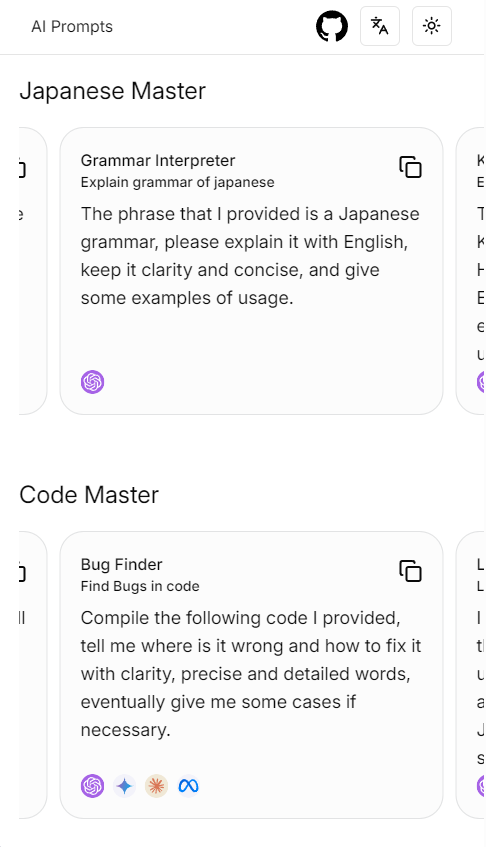 AI Prompts
Japanese Master
Grammar Interpreter
Explain grammar of japanese
The phrase that I provided is a Japanese
grammar, please explain it with English,
keep it clarity and concise, and give
some examples of usage.
Code Master
Bug Finder
Find Bugs in code
Compile the following code I provided,
tell me where is it wrong and how to fix it
with clarity, precise and detailed words,
eventually give me some cases if
necessary.